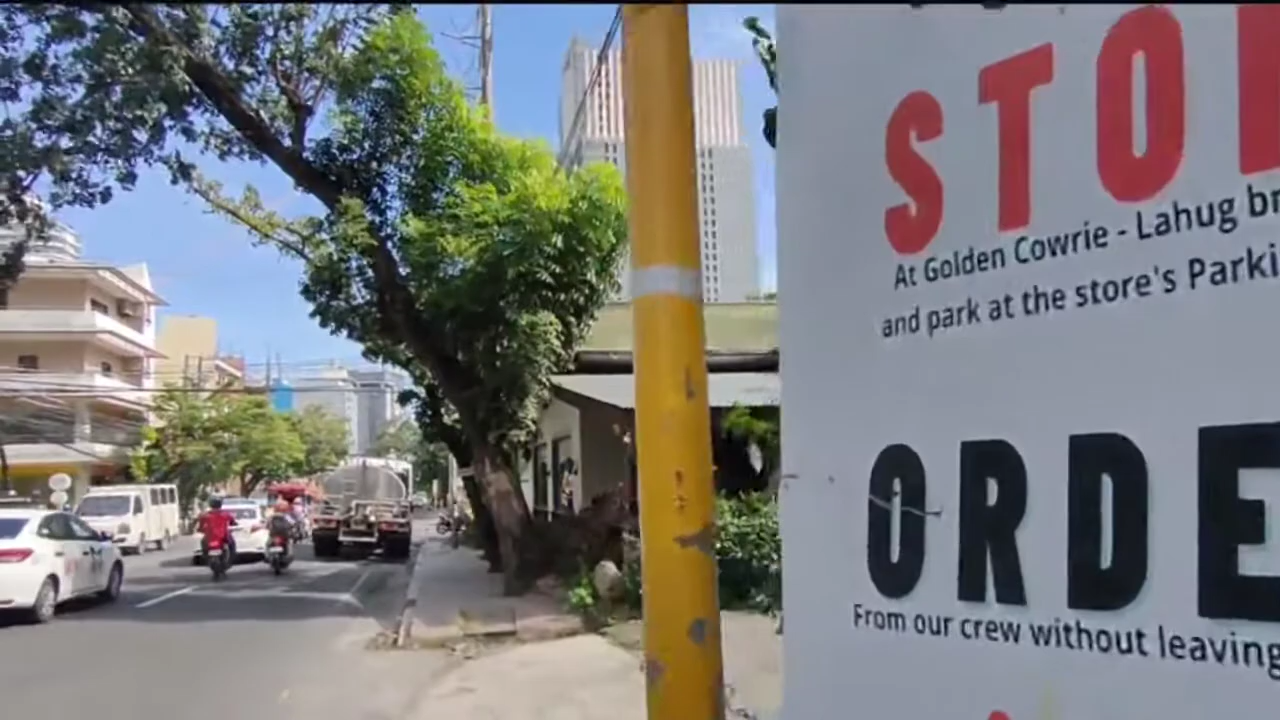 STO
At Golden Cowrie - Lahug br
and park at the store's Parki
ORDE
From our crew without leaving